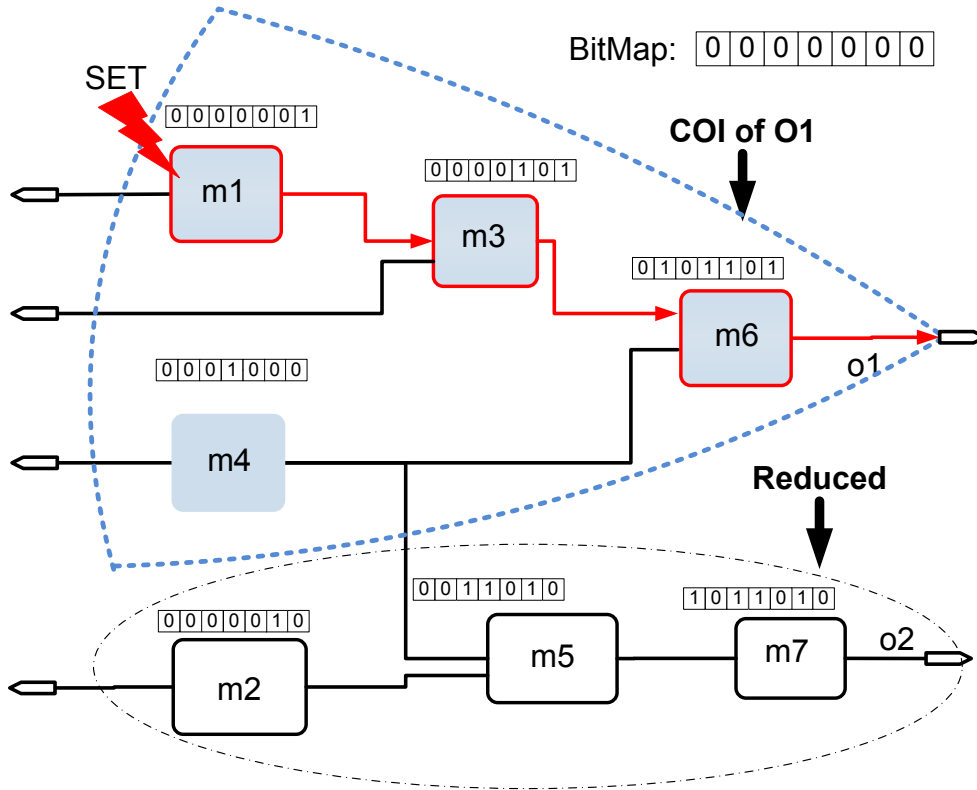 BitMap: 0 0 0 0 0 0 0
SET
0 0 0 0 0 0 1
COI of O1
m1
0 0 0 0 1 0 1
m3
0 1 0 1 1 0 1
m6
o1
0 0 0 1 0 0 0
m4
Reduced
0 0 1 1 0 1 0
1 0 1 1 0 1 0
0 0 0 0 0 1 0
m2
m5
m7
o2